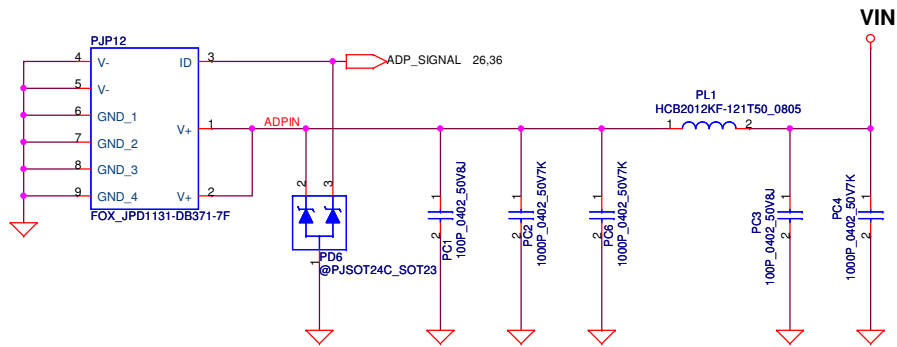 VIN
PJP12
4
V-
ID
3
ADP_SIGNAL 26,36
5
V-
PL1
HCB2012KF-121T50_0805
6
GND_1
V+
1
ADPIN
1
2
7
GND_2
8
GND_3
9
GND_4
V+
2
FOX_JPD1131-DB371-7F
2
3
1
PD6
@PJSOT24C_SOT23
1
2
PC1
100P_0402_50V8J
1
2
PC2
1000P_0402_50V7K
1
2
PC6
1000P_0402_50V7K
1
2
PC3
100P_0402_50V8J
1
2
PC4
1000P_0402_50V7K